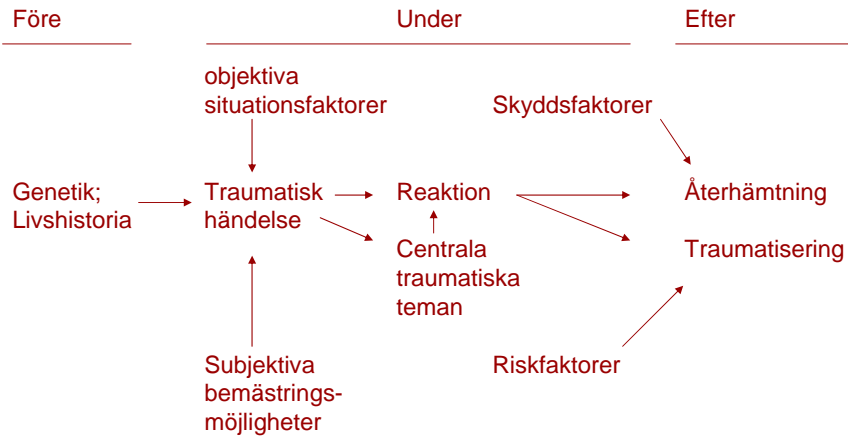 Före
Under
Efter
objektiva
situationsfaktorer
Skyddsfaktorer
Genetik;
Livshistoria
Traumatisk
händelse
Reaktion
Återhämtning
Centrala
traumatiska
teman
Traumatisering
Subjektiva
bemästrings-
möjligheter
Riskfaktorer